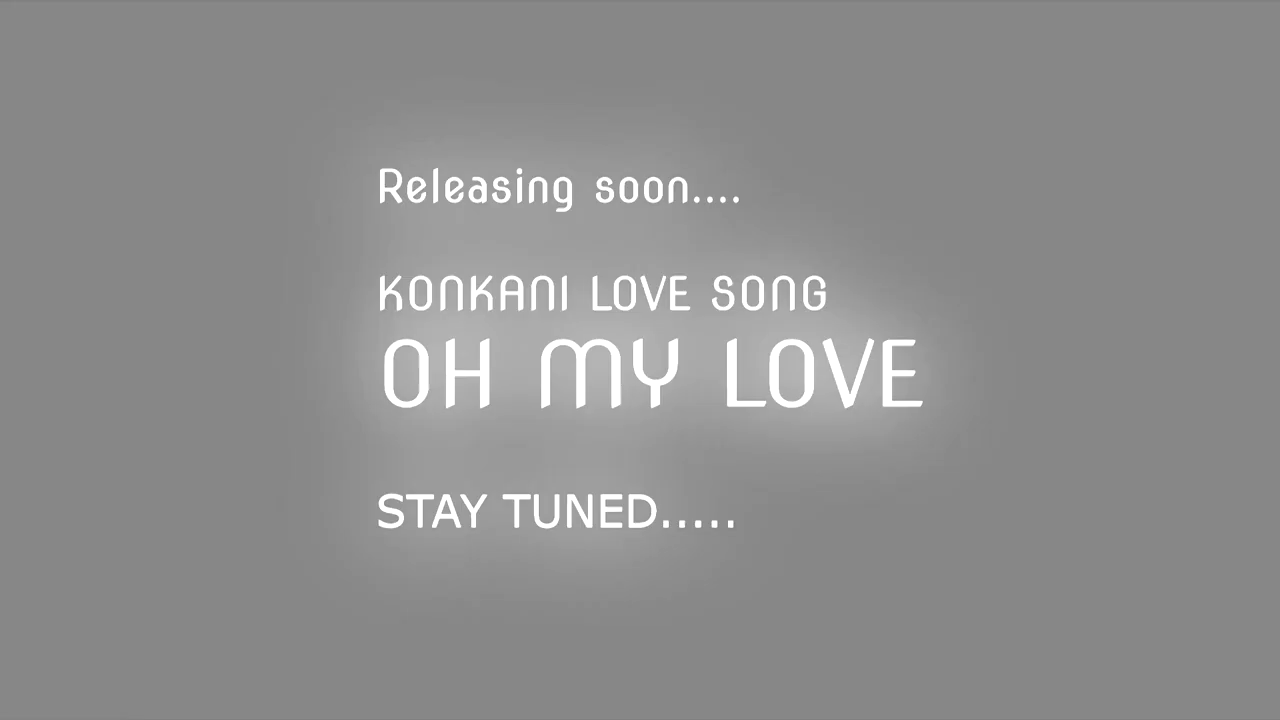 Releasing soon....
KONKANI LOVE SONG
OH MY LOVE
STAY TUNED.....